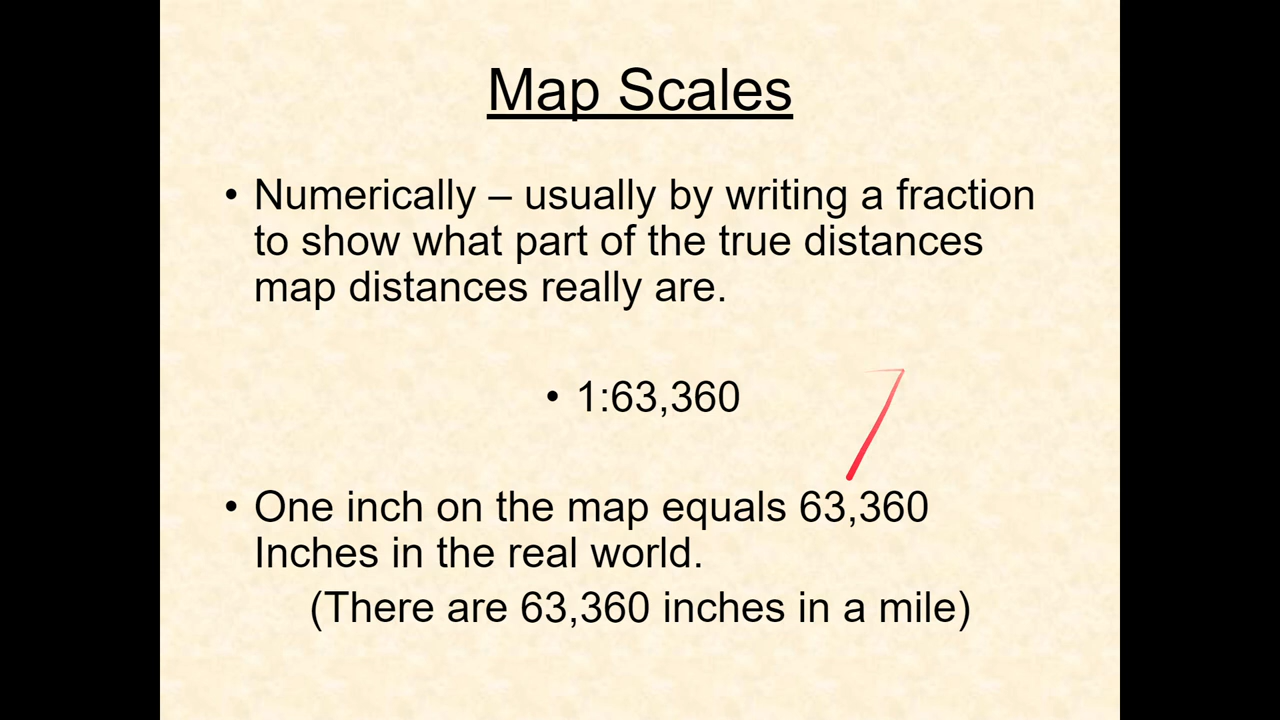 Map Scales
• Numerically – usually by writing a fraction
to show what part of the true distances
map distances really are.
• 1:63,360
• One inch on the map equals 63,360
Inches in the real world.
(There are 63,360 inches in a mile)